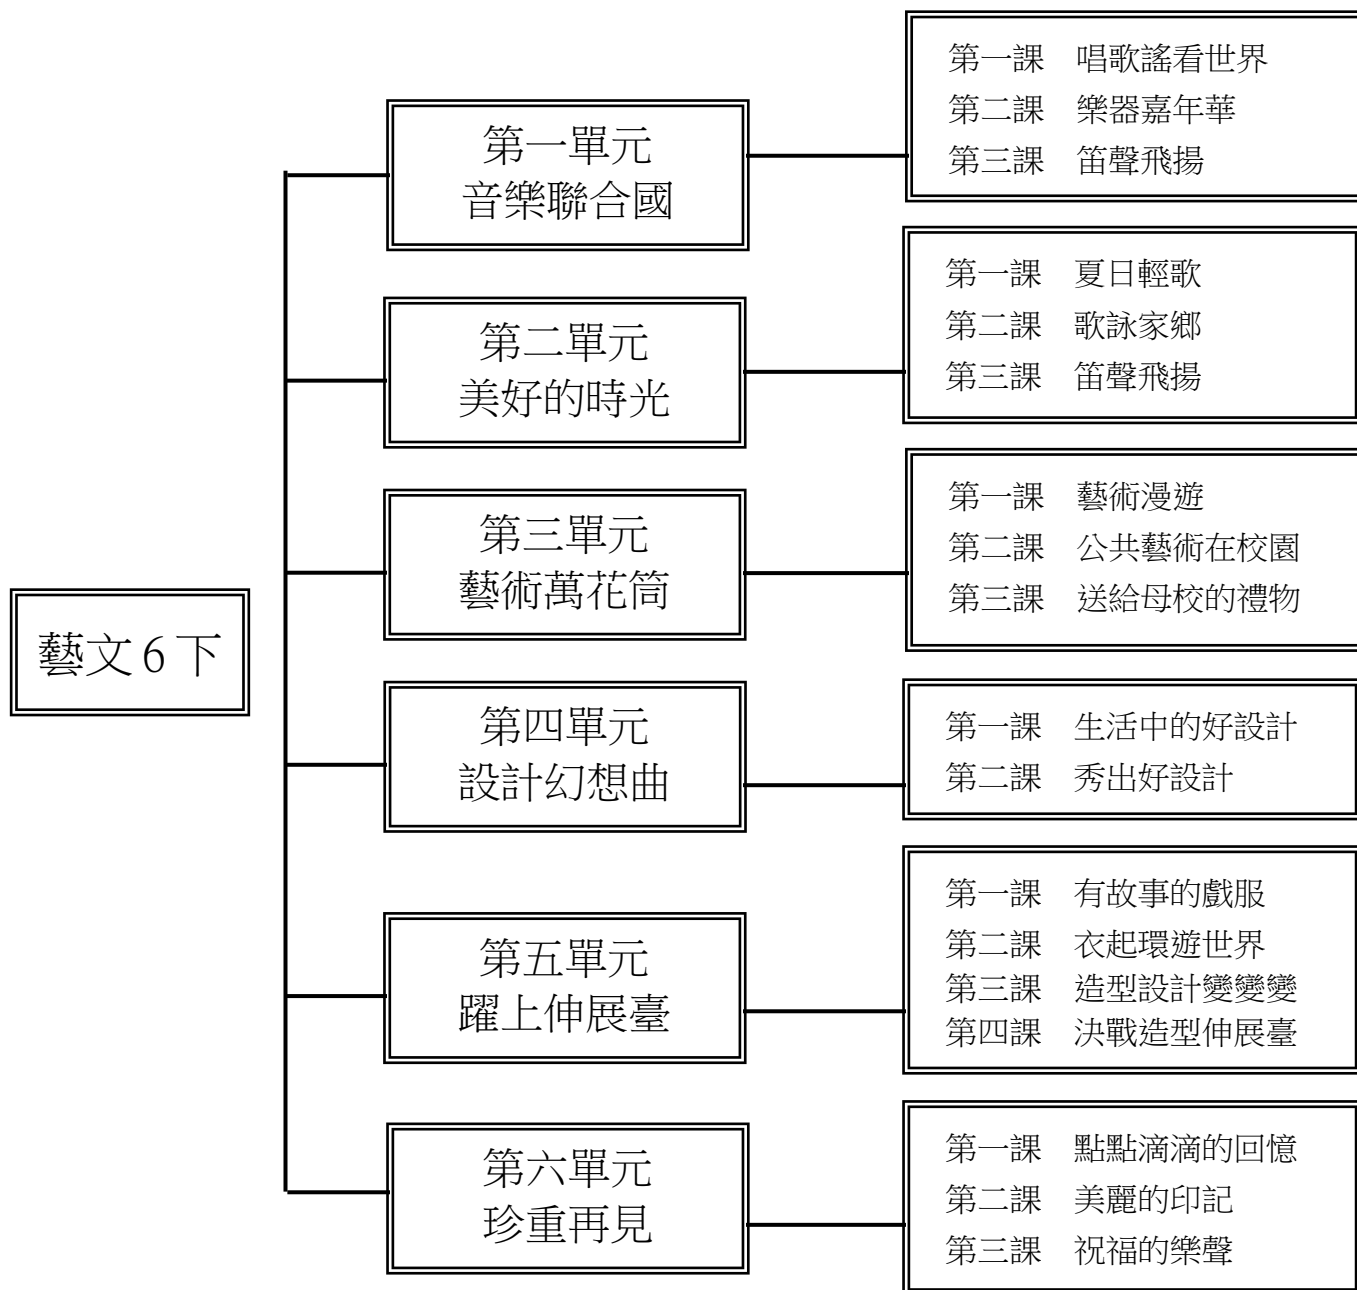 藝文6下
第一單元
音樂聯合國
第一課 唱歌謠看世界
第二課 樂器嘉年華
第三課 笛聲飛揚
第二單元
美好的時光
第一課 夏日輕歌
第二課 歌詠家鄉
第三課 笛聲飛揚
第三單元
藝術萬花筒
第一課 藝術漫遊
第二課 公共藝術在校園
第三課 送給母校的禮物
第四單元
設計幻想曲
第一課 生活中的好設計
第二課 秀出好設計
第五單元
躍上伸展臺
第一課 有故事的戲服
第二課 衣起環遊世界
第三課 造型設計變變變
第四課 決戰造型伸展臺
第六單元
珍重再見
第一課 點點滴滴的回憶
第二課 美麗的印記
第三課 祝福的樂聲